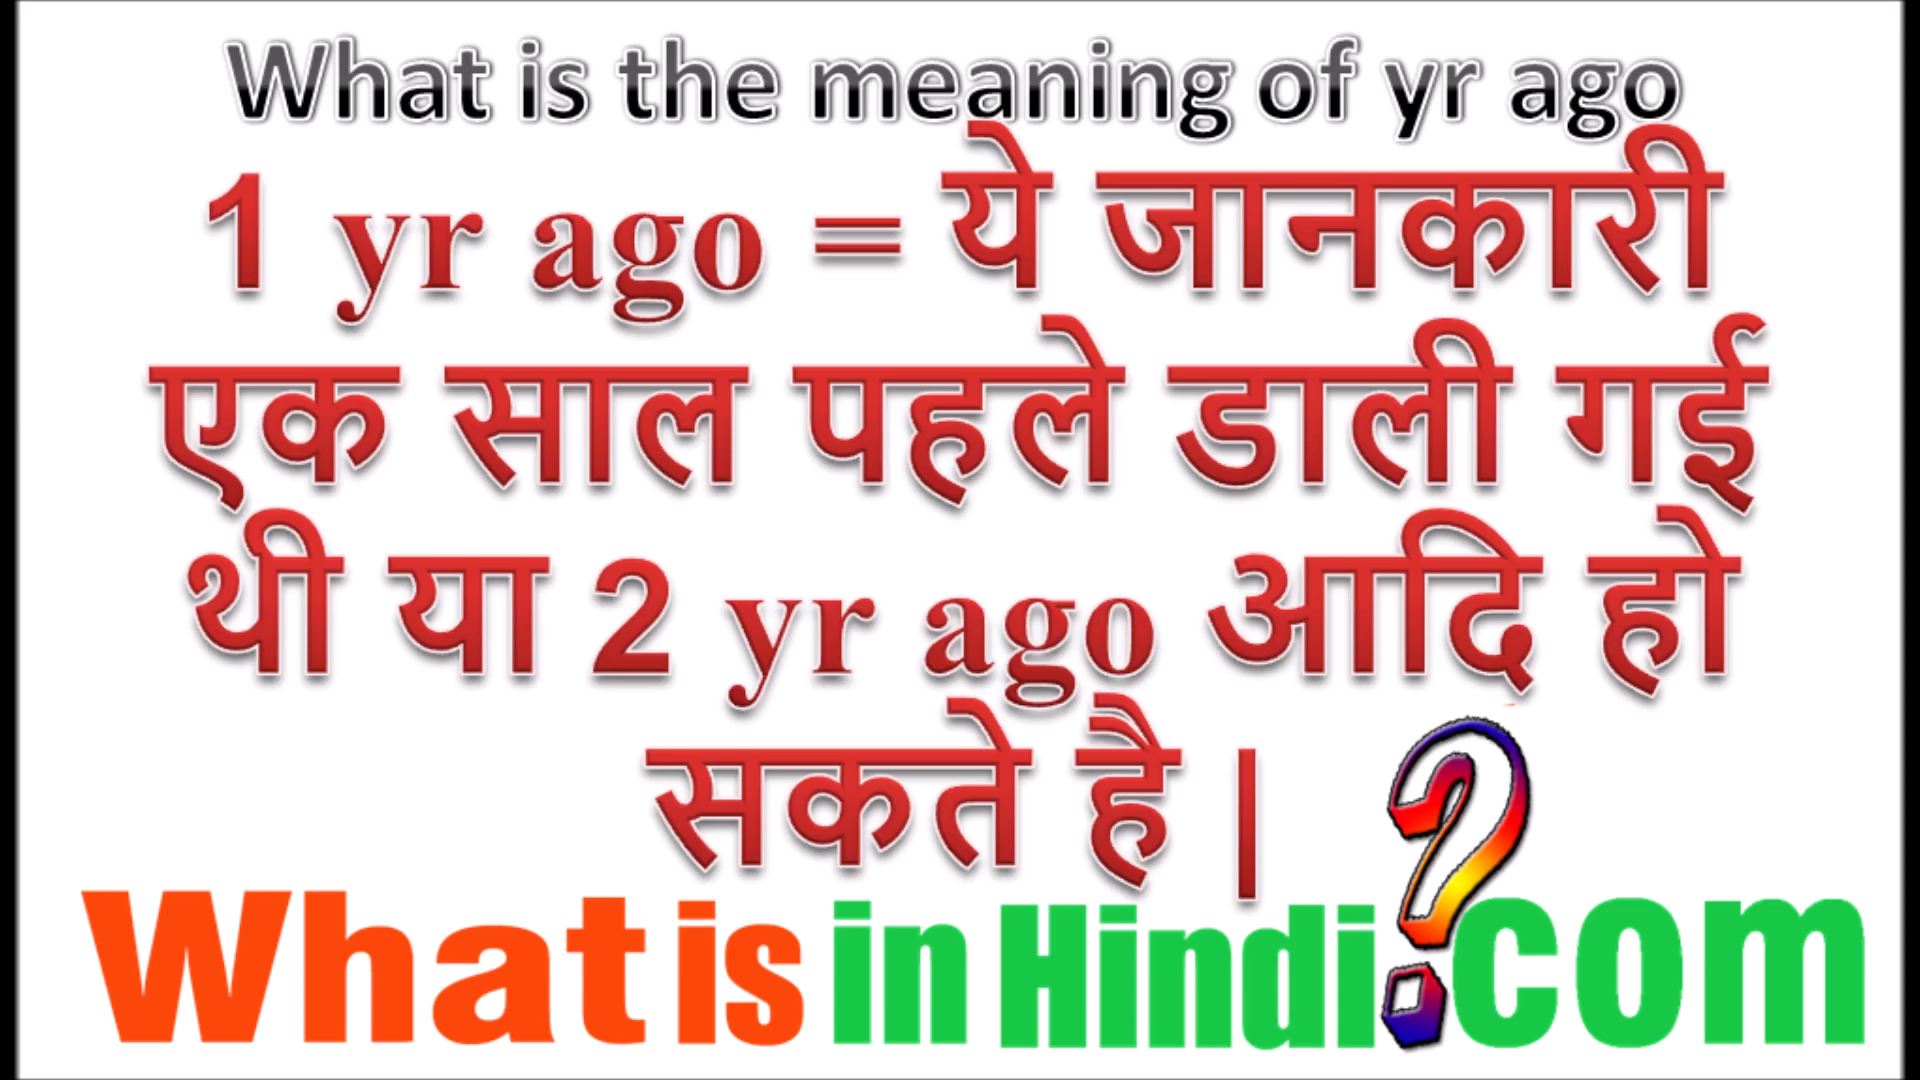 What is the meaning of yr ago
1 yr ago = ये जानकारी
एक साल पहले डाली गई
थी या 2 yr ago आदि हो
सकते है |
What is in Hindi?com